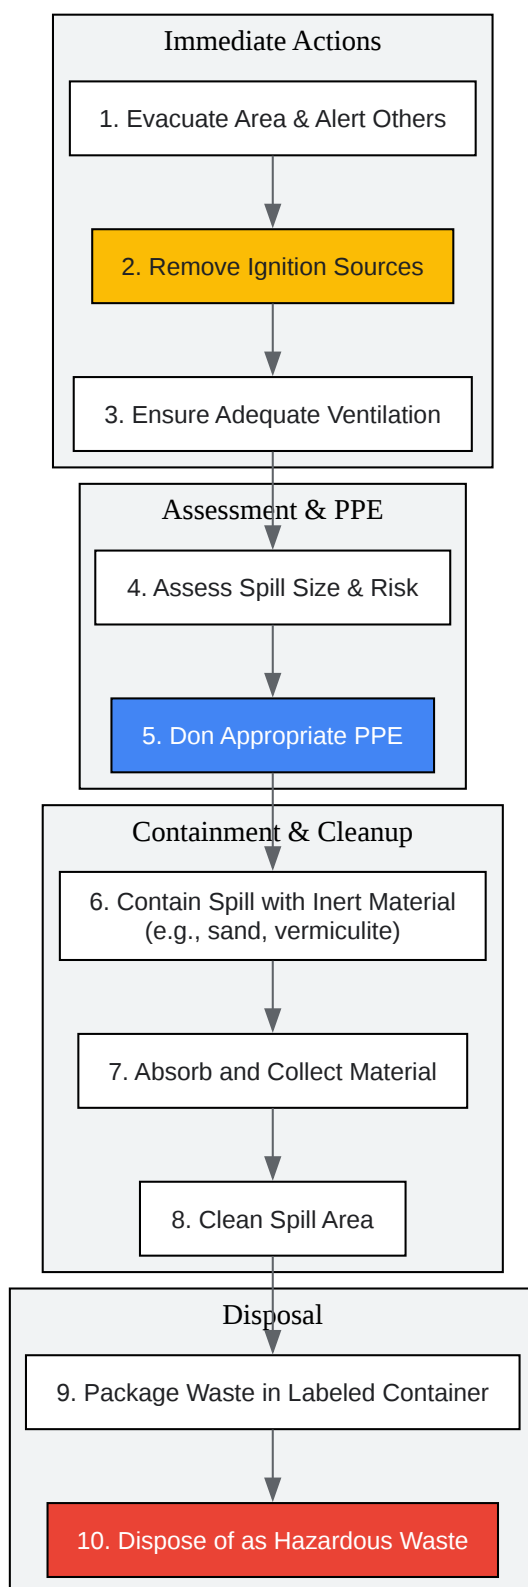 Immediate Actions
1. Evacuate Area & Alert Others
2. Remove Ignition Sources
3. Ensure Adequate Ventilation
Assessment & PPE
4. Assess Spill Size & Risk
5. Don Appropriate PPE
Containment & Cleanup
6. Contain Spill with Inert Material
(e.g., sand, vermiculite)
7. Absorb and Collect Material
8. Clean Spill Area
Disposal
9. Package Waste in Labeled Container
10. Dispose of as Hazardous Waste